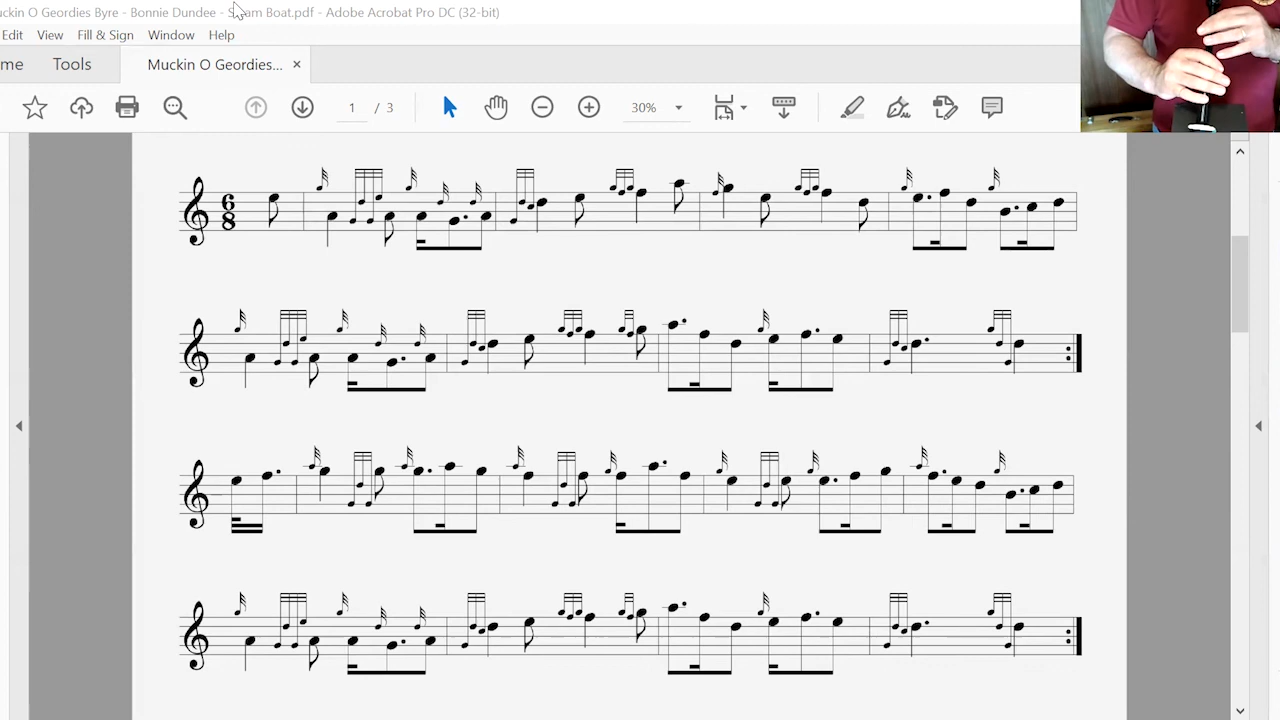 uckin O Geordies Byre - Bonnie Dundee - S am Boat.pdf - Adobe Acrobat Pro DC (32-bit)
Edit View Fill & Sign Window Help
me Tools Muckin O Geordies... ×
1 / 3 30%
6
8